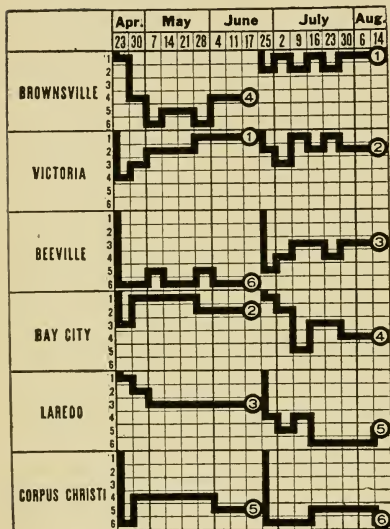 Apr. May June July Aug.
23 30 7 14 21 28 4 11 17 25 2 9 16 23 30 6 14
BROWNSVILLE
1 2 3 4 5 6
④ ①
VICTORIA
1 2 3 4 5 6
① ②
BEEVILLE
1 2 3 4 5 6
⑥ ③
BAY CITY
1 2 3 4 5 6
② ④
LAREDO
1 2 3 4 5 6
③ ⑤
CORPUS CHRISTI
1 2 3 4 5 6
⑤ ⑥